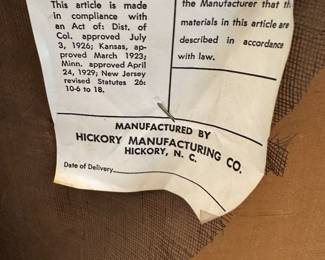 This article is made
in compliance with
an Act of: Dist. of
Col. approved July
3, 1926; Kansas, ap-
proved March 1923;
Minn. approved April
24, 1929; New Jersey
revised Statutes 26:
10-6 to 18.
the Manufacturer that the
materials in this article are
described in accordance
with law.
MANUFACTURED BY
HICKORY MANUFACTURING CO.
HICKORY, N. C.
Date of Delivery